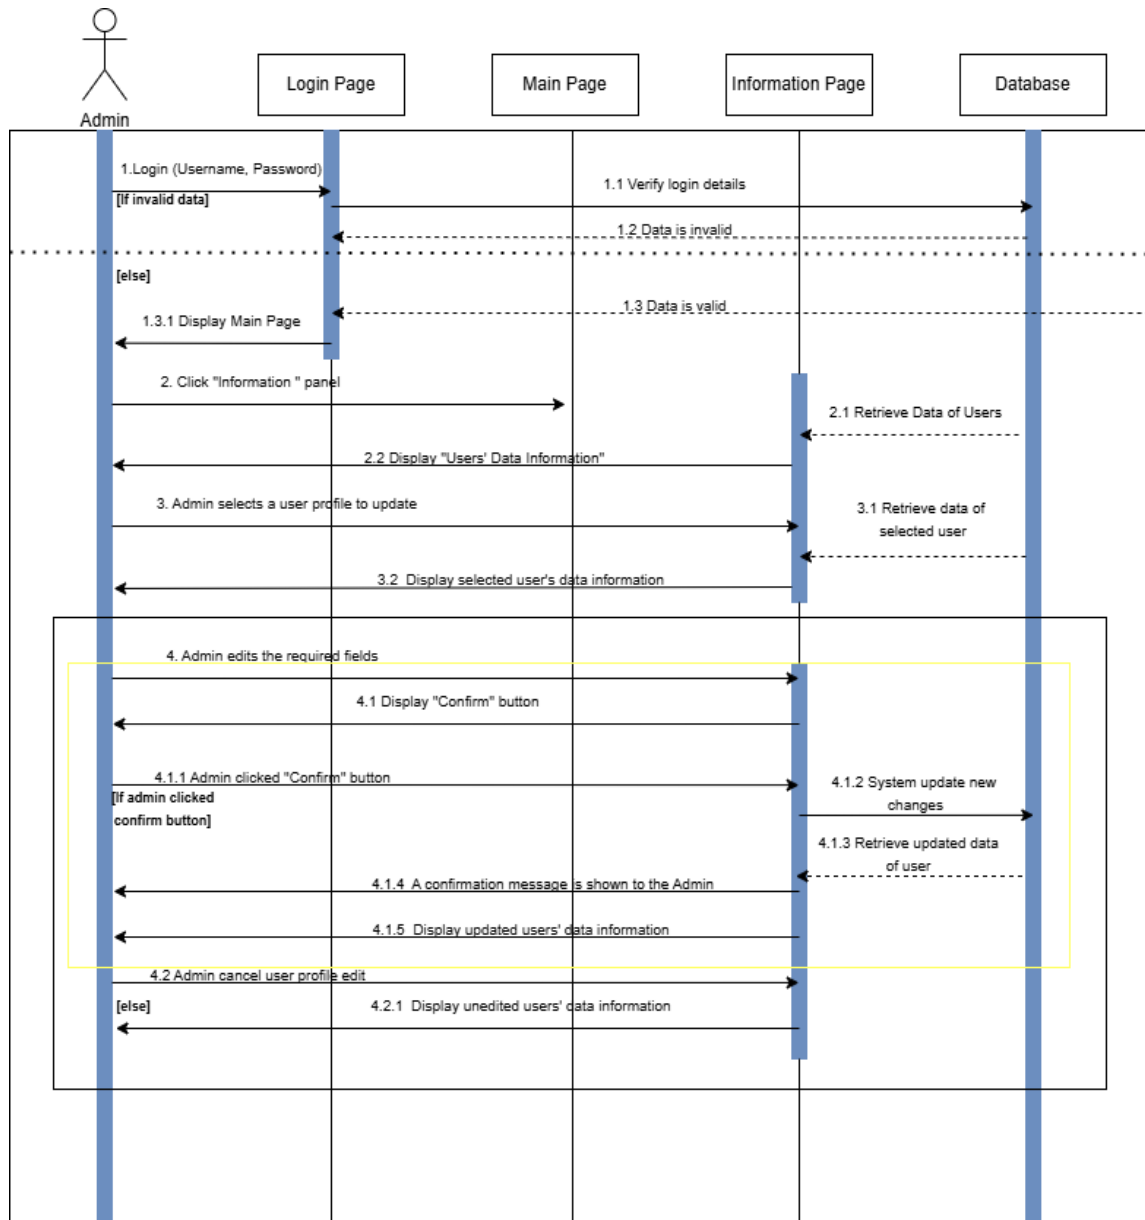 Login Page
Main Page
Information Page
Database
Admin
1.Login (Username, Password)
[If invalid data]
1.1 Verify login details
1.2 Data is invalid
[else]
1.3 Data is valid
1.3.1 Display Main Page
2. Click "Information " panel
2.1 Retrieve Data of Users
2.2 Display "Users' Data Information"
3. Admin selects a user profile to update
3.1 Retrieve data of
selected user
3.2 Display selected user's data information
4. Admin edits the required fields
4.1 Display "Confirm" button
4.1.1 Admin clicked "Confirm" button
[If admin clicked
confirm button]
4.1.2 System update new
changes
4.1.3 Retrieve updated data
of user
4.1.4 A confirmation message is shown to the Admin
4.1.5 Display updated users' data information
4.2 Admin cancel user profile edit
[else]
4.2.1 Display unedited users' data information